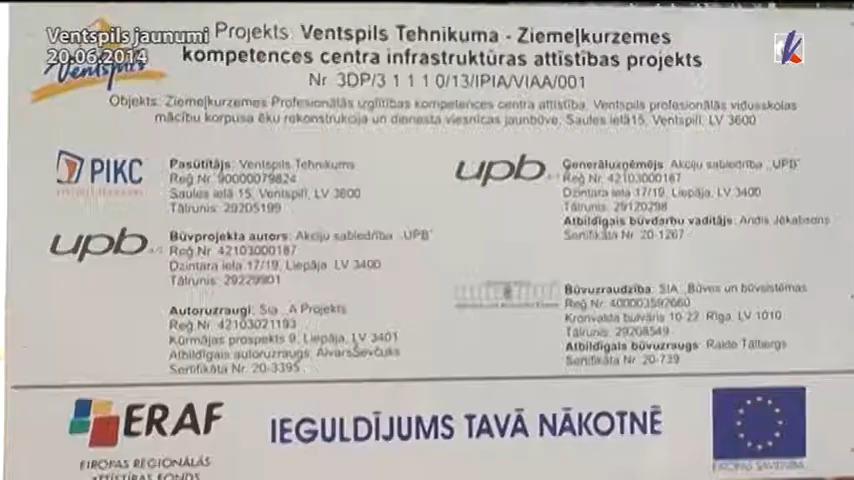 Ventspils jaunumi
20.06.2014
Ventspils
Projekts: Ventspils Tehnikuma - Ziemeļkurzemes
kompetences centra infrastruktūras attīstības projekts
Nr. 3DP/3.1.1.1.0/13/IPIA/VIAA/001
Objekts: Ziemeļkurzemes Profesionālās izglītības kompetences centra attīstība, Ventspils profesionālās vidusskolas
mācību korpusa ēku rekonstrukcija un dienesta viesnīcas jaunbūve, Saules ielā 15, Ventspilī, LV 3600
PIKC
Pasūtītājs: Ventspils Tehnikums
Reģ.Nr. 90000079824
Saules ielā 15, Ventspilī, LV 3600
Tālrunis: 29205199
upb
Būvprojekta autors: Akciju sabiedrība „UPB"
Reģ.Nr. 42103000187
Dzintara iela 17/19, Liepāja, LV 3400
Tālrunis: 29229901
Autoruzraugi: Sia „A Projekts
Reģ.Nr. 42103021193
Kūrmājas prospekts 9, Liepāja, LV 3401
Atbildīgais autoruzraugs: Aivars Ševčuks
Sertifikāta Nr. 20-3395
upb
Ģenerāluzņēmējs: Akciju sabiedrība „UPB"
Reģ.Nr. 42103000187
Dzintara iela 17/19, Liepāja, LV 3400
Tālrunis: 29120298
Atbildīgais būvdarbu vadītājs: Andis Jēkabsons
Sertifikāta Nr. 20-1267
Būvuzraudzība: SIA „Būves un būvsistēmas
Reģ.Nr. 400003592660
Kronvalda bulvāris 10-22, Rīga, LV 1010
Tālrunis: 29208549
Atbildīgais būvuzraugs: Raido Tālbergs
Sertifikāta Nr. 20-739
ERAF
EIROPAS REĢIONĀLĀS
ATTĪSTĪBAS FONDS
IEGULDĪJUMS TAVĀ NĀKOTNĒ
EIROPAS SAVIENĪBA